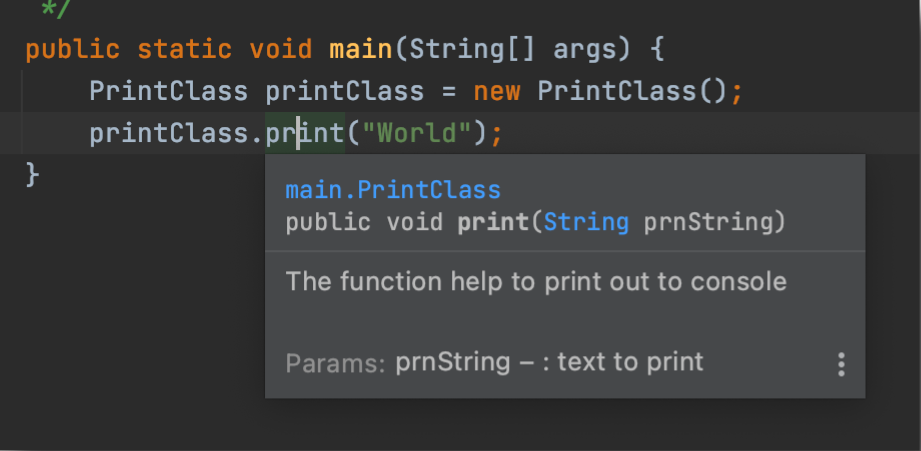 */
public static void main(String[] args) {
PrintClass printClass = new PrintClass();
printClass.print("World");
}
main.PrintClass
public void print(String prnString)
The function help to print out to console
Params: prnString – : text to print